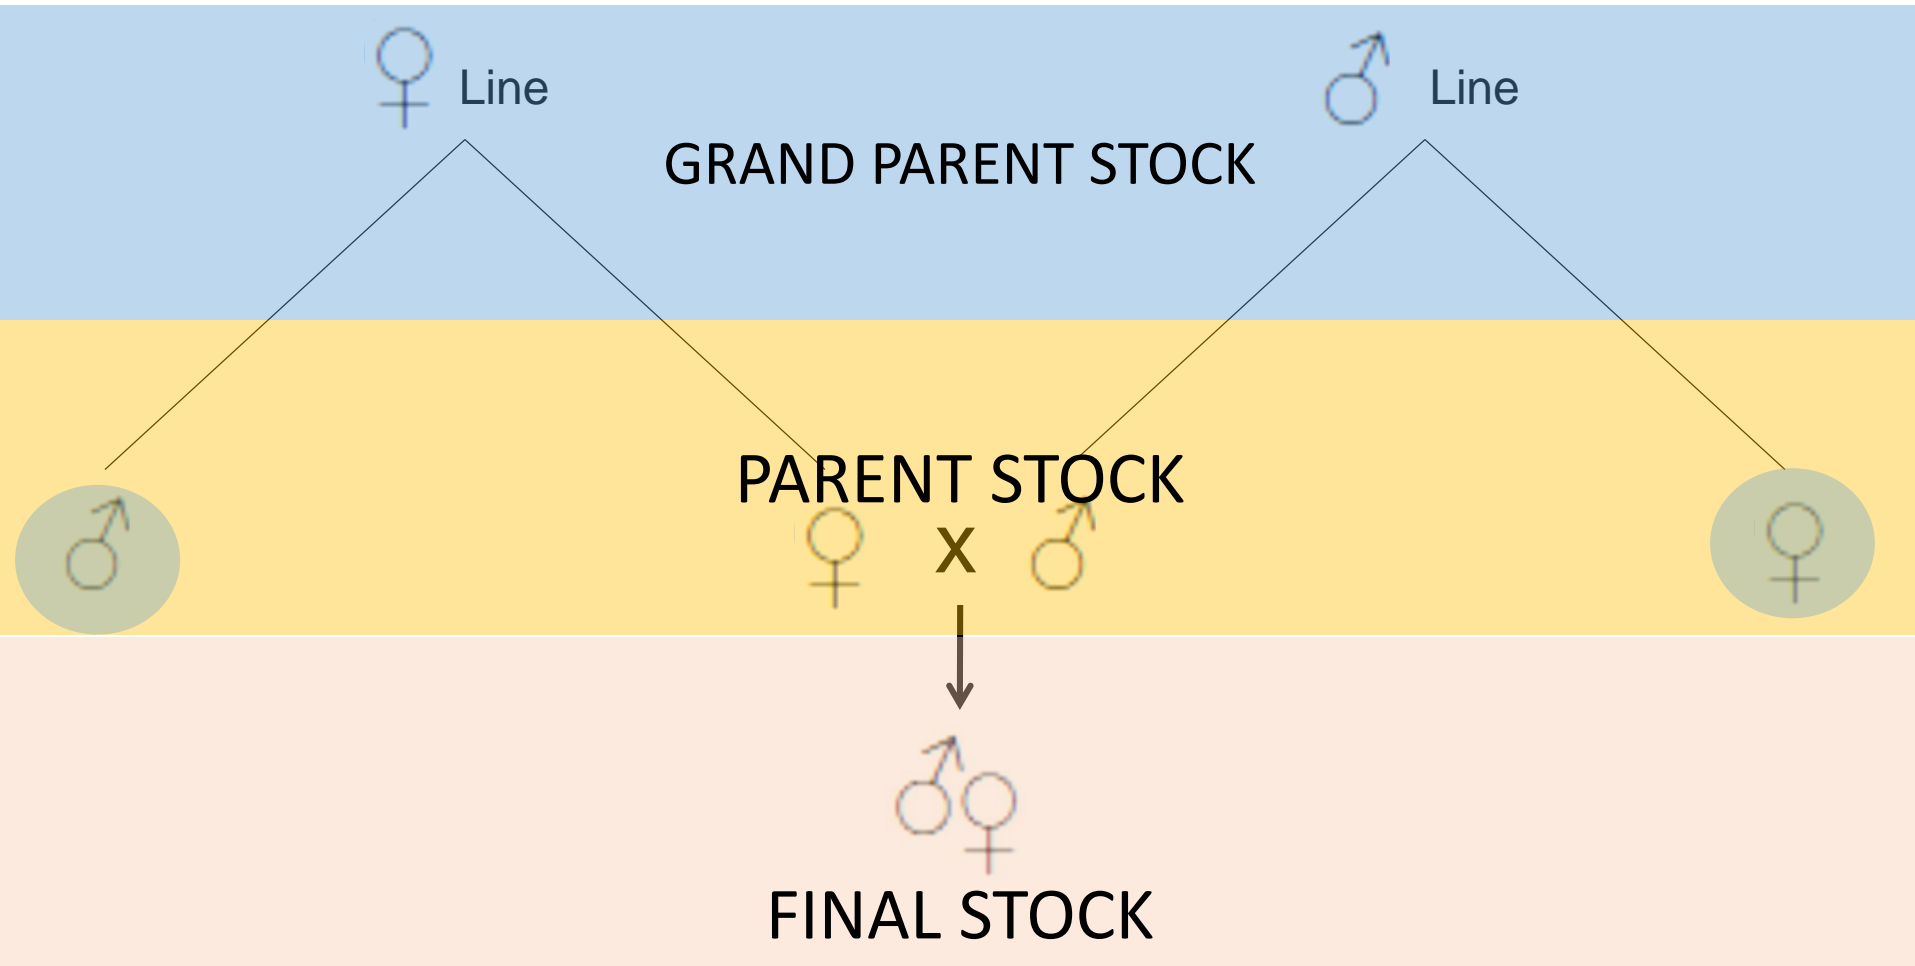 ♀ Line
♂ Line
GRAND PARENT STOCK
PARENT STOCK
♂
♀ X ♂
♀
♂♀
FINAL STOCK